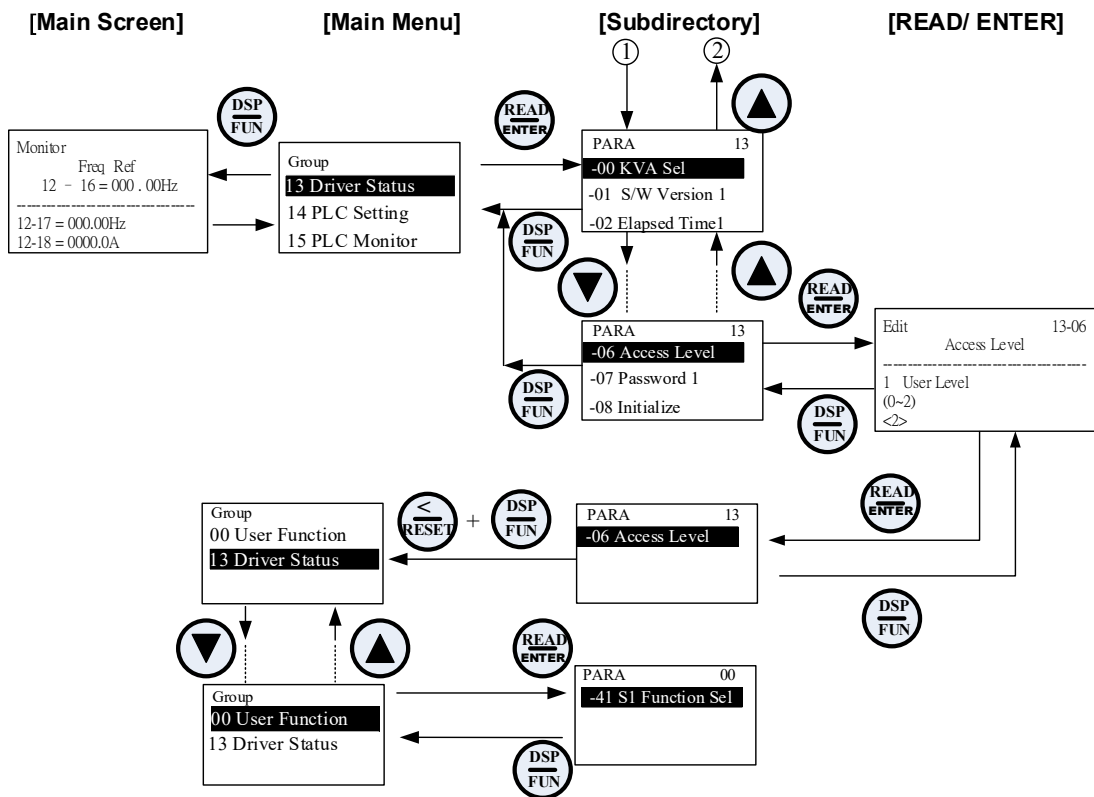 [Main Screen]
[Main Menu]
[Subdirectory]
[READ/ ENTER]
1
2
DSP
FUN
READ
ENTER
Monitor
Freq Ref
12 - 16 = 000 . 00Hz
12-17 = 000.00Hz
12-18 = 0000.0A
Group
13 Driver Status
14 PLC Setting
15 PLC Monitor
PARA 13
-00 KVA Sel
-01 S/W Version 1
-02 Elapsed Time1
DSP
FUN
READ
ENTER
PARA 13
-06 Access Level
-07 Password 1
-08 Initialize
DSP
FUN
Edit 13-06
Access Level
1 User Level
(0~2)
<2>
DSP
FUN
READ
ENTER
Group
00 User Function
13 Driver Status
<
RESET
+
DSP
FUN
PARA 13
-06 Access Level
DSP
FUN
READ
ENTER
Group
00 User Function
13 Driver Status
PARA 00
-41 S1 Function Sel
DSP
FUN